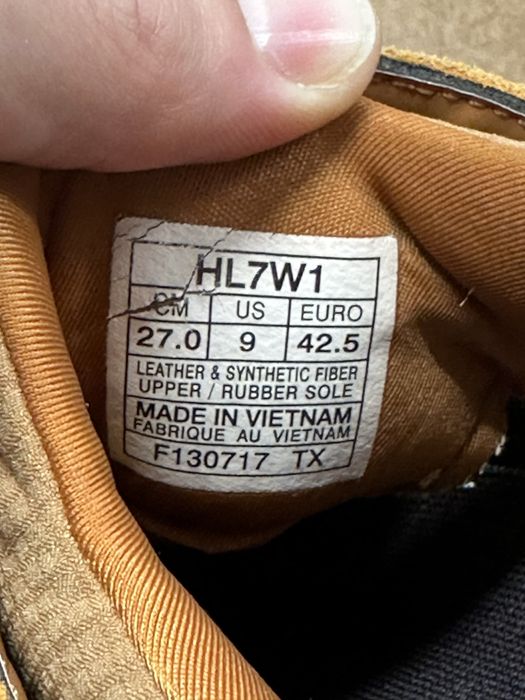 HL7W1
CM US EURO
27.0 9 42.5
LEATHER & SYNTHETIC FIBER
UPPER / RUBBER SOLE
MADE IN VIETNAM
FABRIQUE AU VIETNAM
F130717 TX